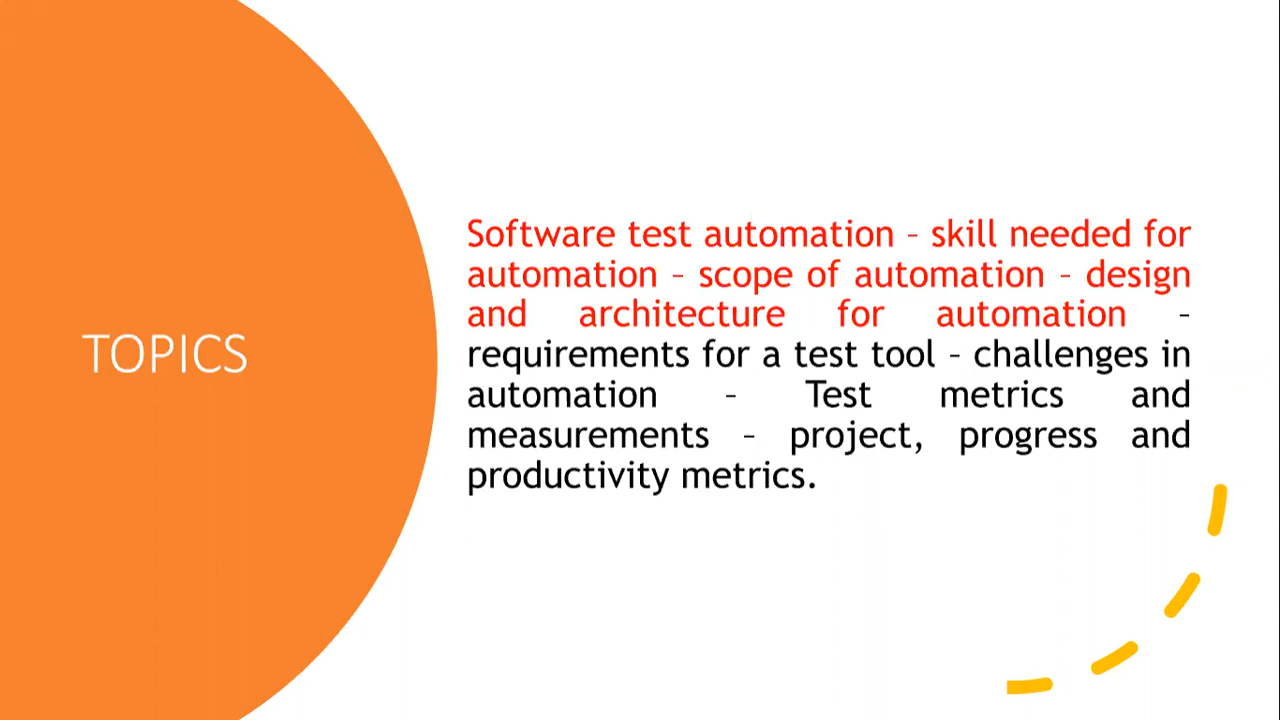 TOPICS
Software test automation – skill needed for
automation – scope of automation – design
and architecture for automation –
requirements for a test tool – challenges in
automation – Test metrics and
measurements – project, progress and
productivity metrics.